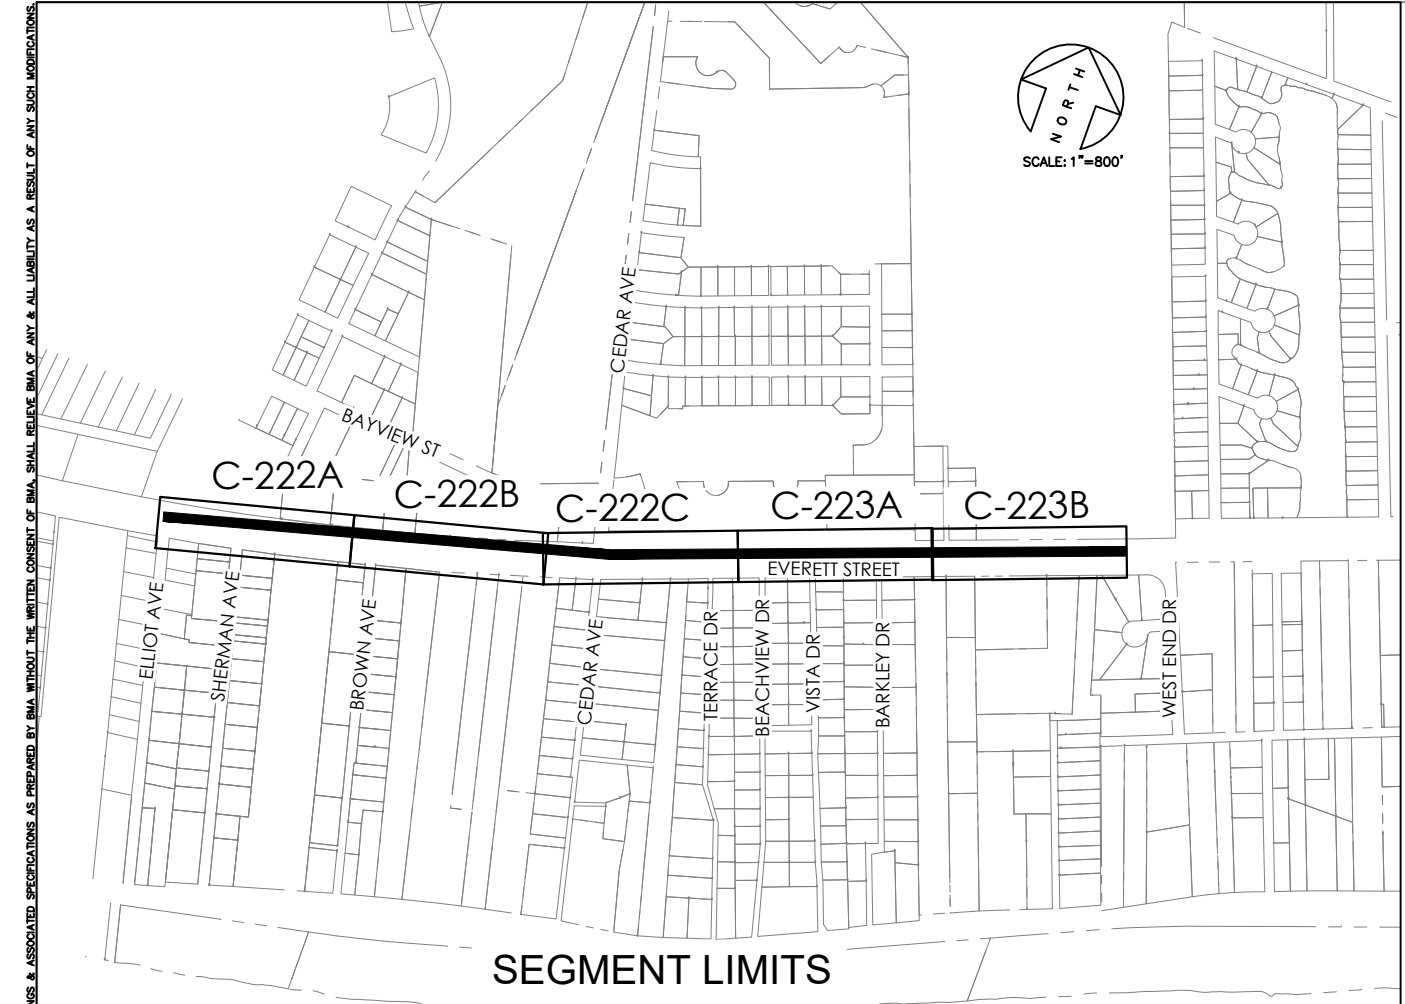 NGS & ASSOCIATED SPECIFICATIONS AS PREPARED BY BMA WITHOUT THE WRITTEN CONSENT OF BMA, SHALL RELIEVE BMA OF ANY & ALL LIABILITY AS A RESULT OF ANY SUCH MODIFICATIONS.
NORTH
SCALE: 1"=800'
CEDAR AVE
BAYVIEW ST
C-222A
C-222B
C-222C
C-223A
C-223B
EVERETT STREET
ELLIOT AVE
SHERMAN AVE
BROWN AVE
CEDAR AVE
TERRACE DR
BEACHVIEW DR
VISTA DR
BARKLEY DR
WEST END DR
SEGMENT LIMITS